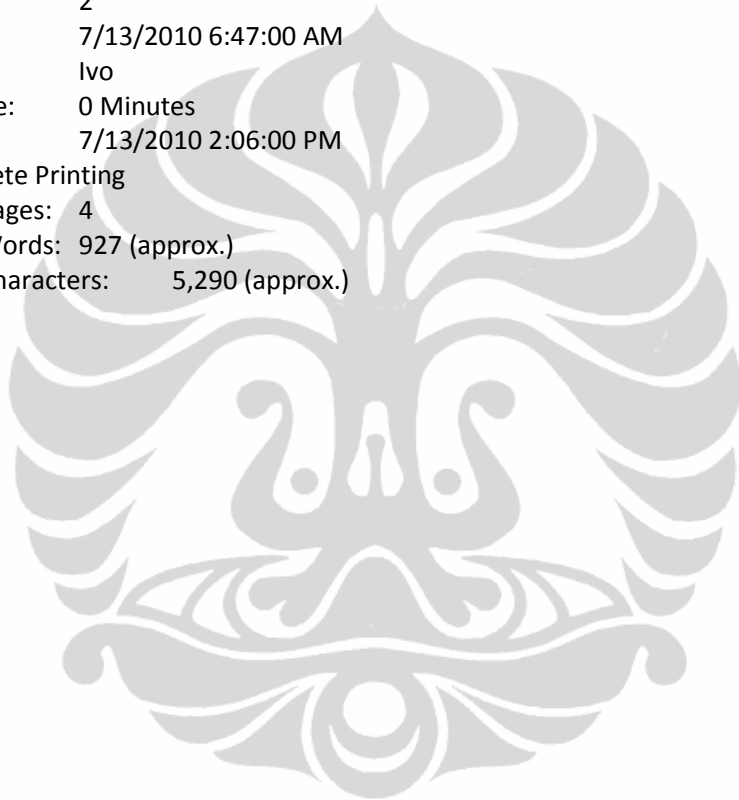 2
7/13/2010 6:47:00 AM
Ivo
e: 0 Minutes
7/13/2010 2:06:00 PM
ete Printing
ages: 4
Words: 927 (approx.)
haracters: 5,290 (approx.)